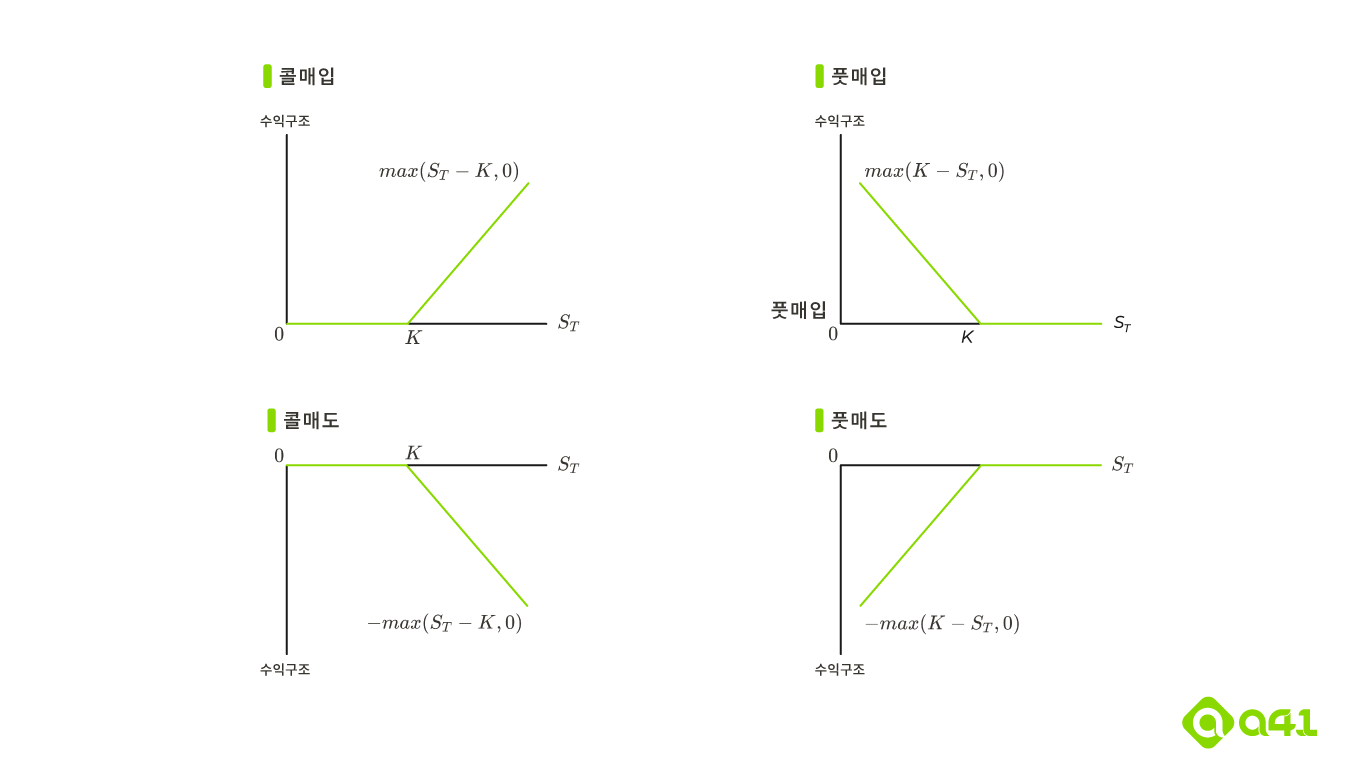 콜매입
수익구조
max(S_T − K, 0)
0
K
S_T
풋매입
수익구조
max(K − S_T, 0)
풋매입
0
K
S_T
콜매도
0
K
S_T
−max(S_T − K, 0)
수익구조
풋매도
0
S_T
−max(K − S_T, 0)
수익구조
a41